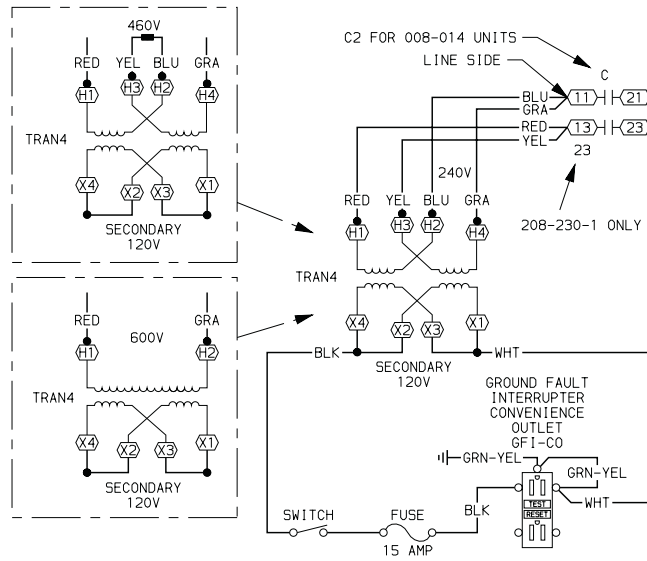 460V
RED YEL BLU GRA
H1 H3 H2 H4
TRAN4
X4 X2 X3 X1
SECONDARY
120V
C2 FOR 008-014 UNITS
LINE SIDE
C
BLU 11 21
GRA
RED 13 23
YEL
23
208-230-1 ONLY
240V
RED YEL BLU GRA
H1 H3 H2 H4
TRAN4
X4 X2 X3 X1
BLK WHT
SECONDARY
120V
RED GRA
600V
H1 H2
TRAN4
X4 X2 X3 X1
SECONDARY
120V
GROUND FAULT
INTERRUPTER
CONVENIENCE
OUTLET
GFI-CO
GRN-YEL
GRN-YEL
BLK
WHT
TEST
RESET
SWITCH
FUSE
15 AMP